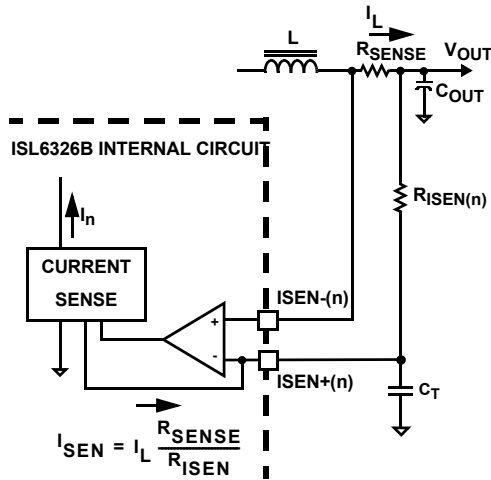 I_L
L
R_SENSE
V_OUT
C_OUT
ISL6326B INTERNAL CIRCUIT
R_ISEN(n)
I_n
CURRENT
SENSE
ISEN-(n)
+
-
ISEN+(n)
C_T
I_SEN = I_L R_SENSE / R_ISEN